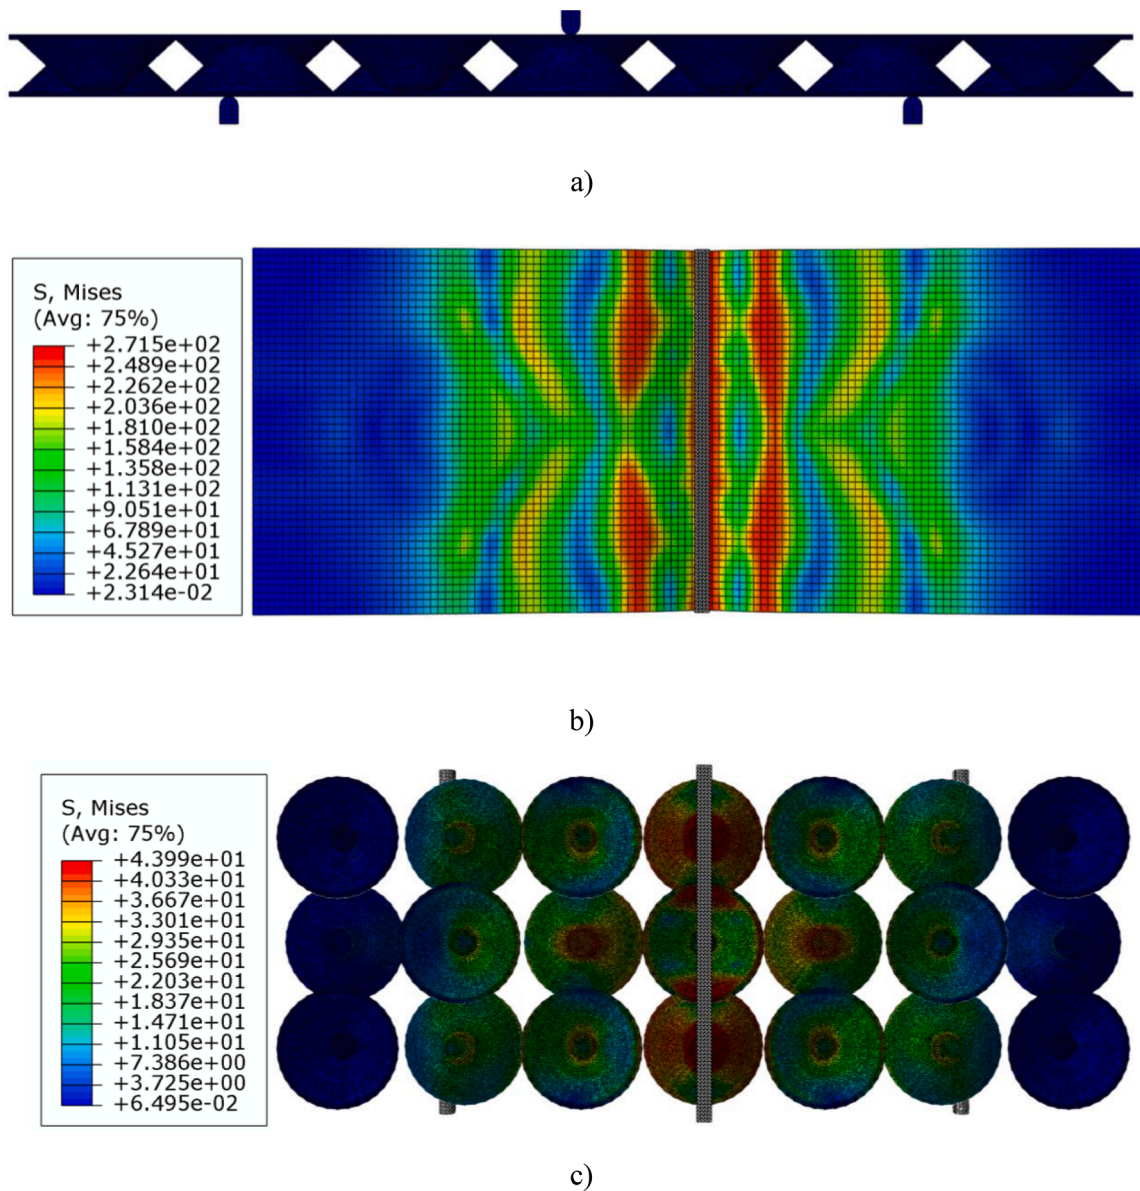 a)
S, Mises
(Avg: 75%)
+2.715e+02
+2.489e+02
+2.262e+02
+2.036e+02
+1.810e+02
+1.584e+02
+1.358e+02
+1.131e+02
+9.051e+01
+6.789e+01
+4.527e+01
+2.264e+01
+2.314e-02
b)
S, Mises
(Avg: 75%)
+4.399e+01
+4.033e+01
+3.667e+01
+3.301e+01
+2.935e+01
+2.569e+01
+2.203e+01
+1.837e+01
+1.471e+01
+1.105e+01
+7.386e+00
+3.725e+00
+6.495e-02
c)